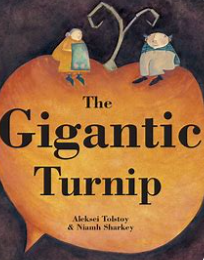 The
Gigantic
Turnip
Aleksei Tolstoy
& Niamh Sharkey